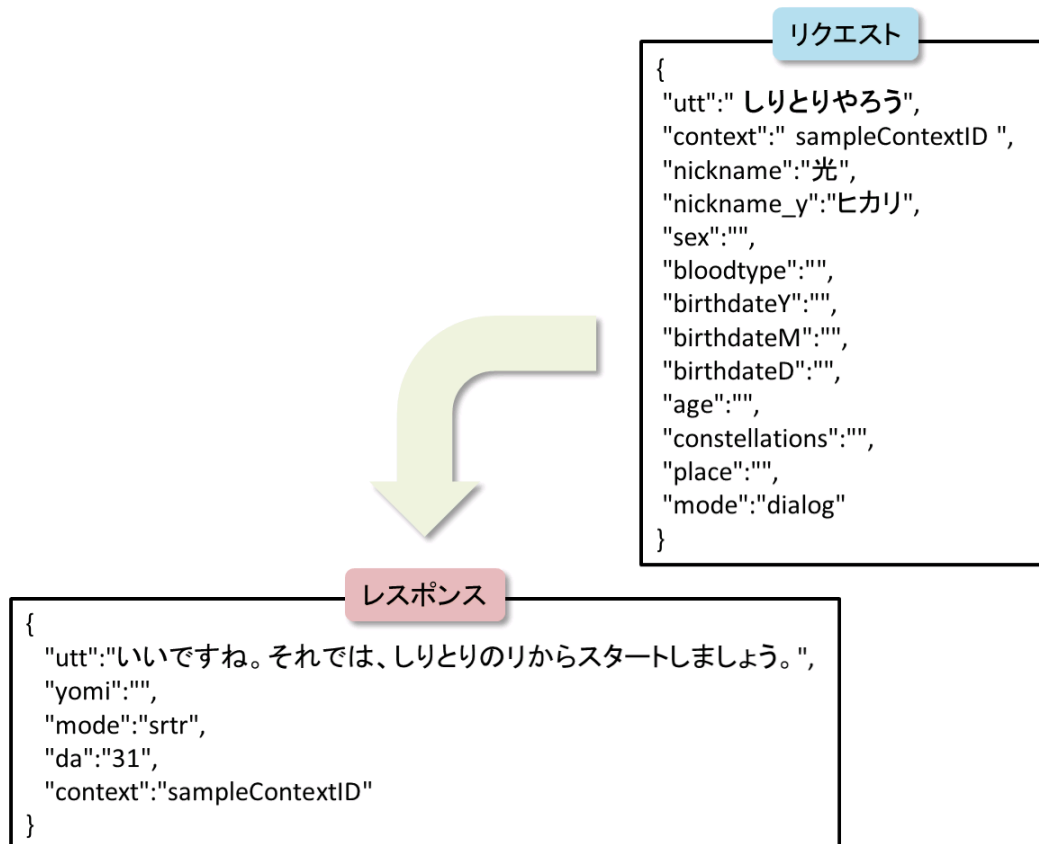 リクエスト
{
"utt":" しりとりやろう",
"context":" sampleContextID ",
"nickname":"光",
"nickname_y":"ヒカリ",
"sex":"",
"bloodtype":"",
"birthdateY":"",
"birthdateM":"",
"birthdateD":"",
"age":"",
"constellations":"",
"place":"",
"mode":"dialog"
}
レスポンス
{
"utt":"いいですね。それでは、しりとりのリからスタートしましょう。",
"yomi":"",
"mode":"srtr",
"da":"31",
"context":"sampleContextID"
}